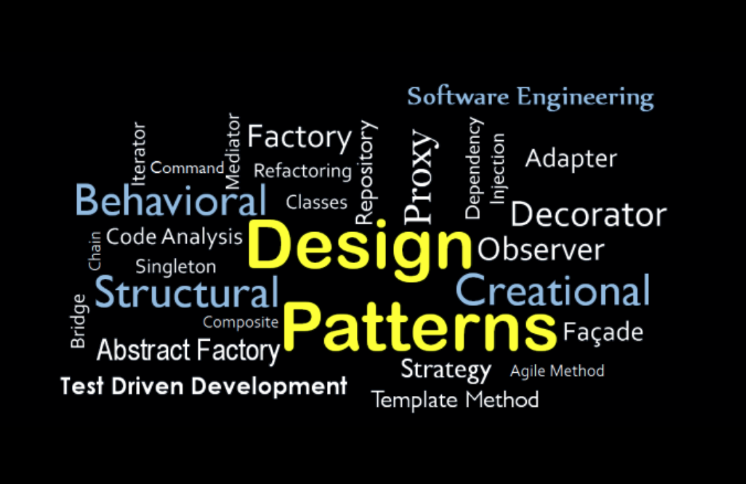 Software Engineering
Iterator
Mediator
Factory
Repository
Proxy
Dependency
Injection
Adapter
Command
Refactoring
Behavioral
Classes
Decorator
Chain
Code Analysis
Design
Observer
Singleton
Structural
Creational
Bridge
Composite
Patterns
Façade
Abstract Factory
Strategy
Agile Method
Test Driven Development
Template Method